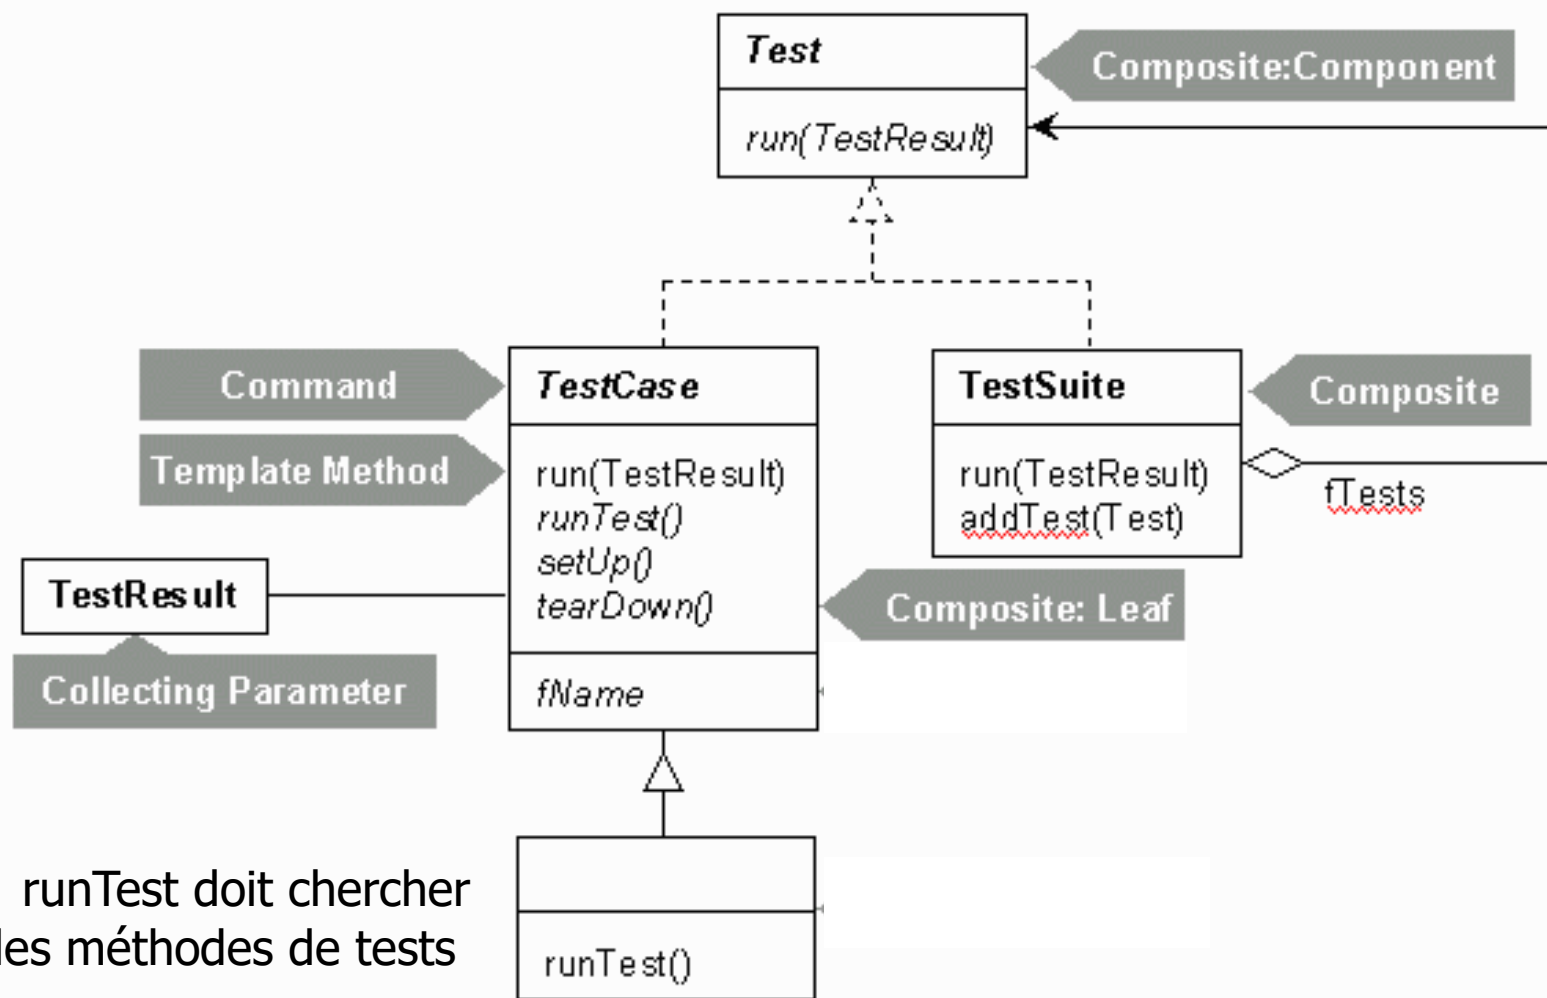 Test
Composite:Component
run(TestResult)
Command
TestCase
TestSuite
Composite
Template Method
run(TestResult)
runTest()
setUp()
tearDown()
run(TestResult)
addTest(Test)
fTests
TestResult
Composite: Leaf
Collecting Parameter
fName
runTest doit chercher
les méthodes de tests
runTest()